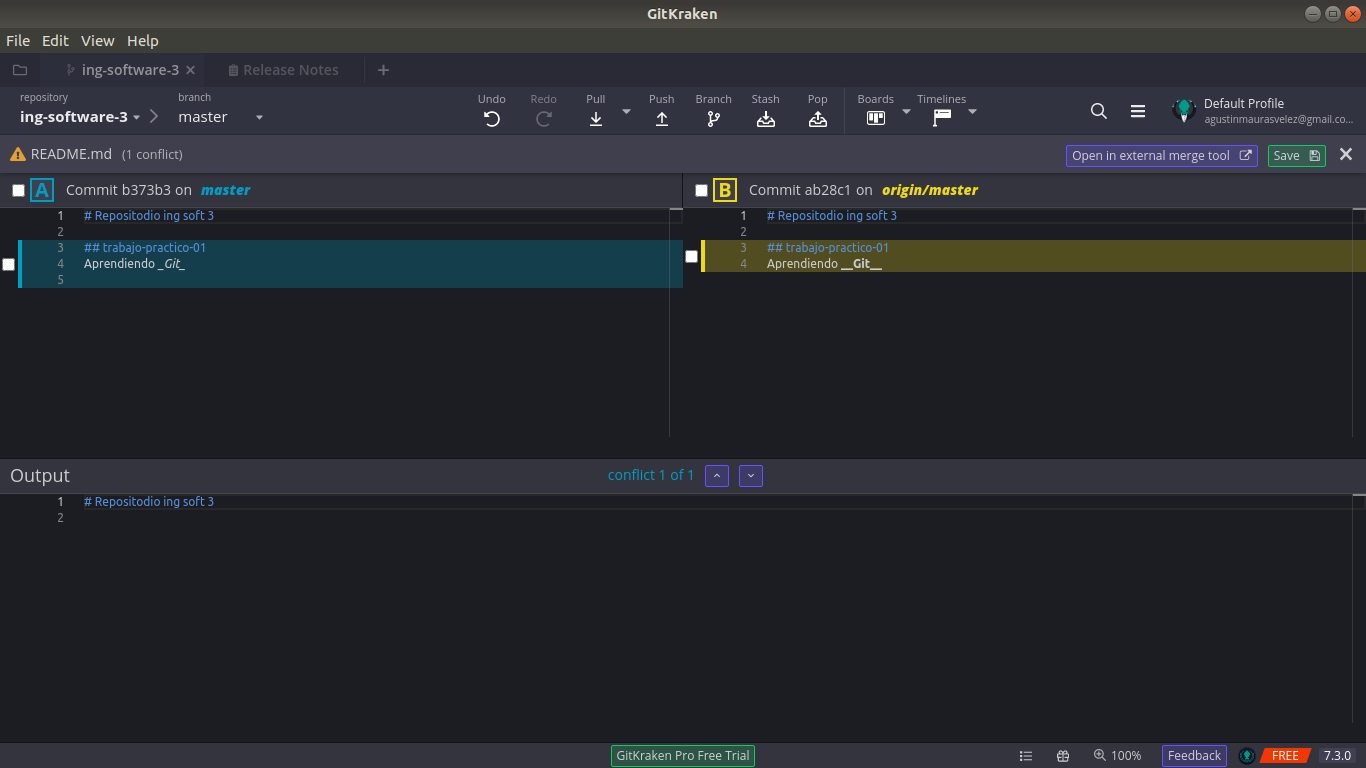 GitKraken
File Edit View Help
ing-software-3 Release Notes
repository branch Undo Redo Pull Push Branch Stash Pop Boards Timelines
ing-software-3 master
Default Profile
agustinmaurasvelez@gmail.co...
README.md (1 conflict) Open in external merge tool Save
A Commit b373b3 on master
1 # Repositodio ing soft 3
2
3 ## trabajo-practico-01
4 Aprendiendo _Git_
5
B Commit ab28c1 on origin/master
1 # Repositodio ing soft 3
2
3 ## trabajo-practico-01
4 Aprendiendo __Git__
Output conflict 1 of 1
1 # Repositodio ing soft 3
2
GitKraken Pro Free Trial 100% Feedback FREE 7.3.0